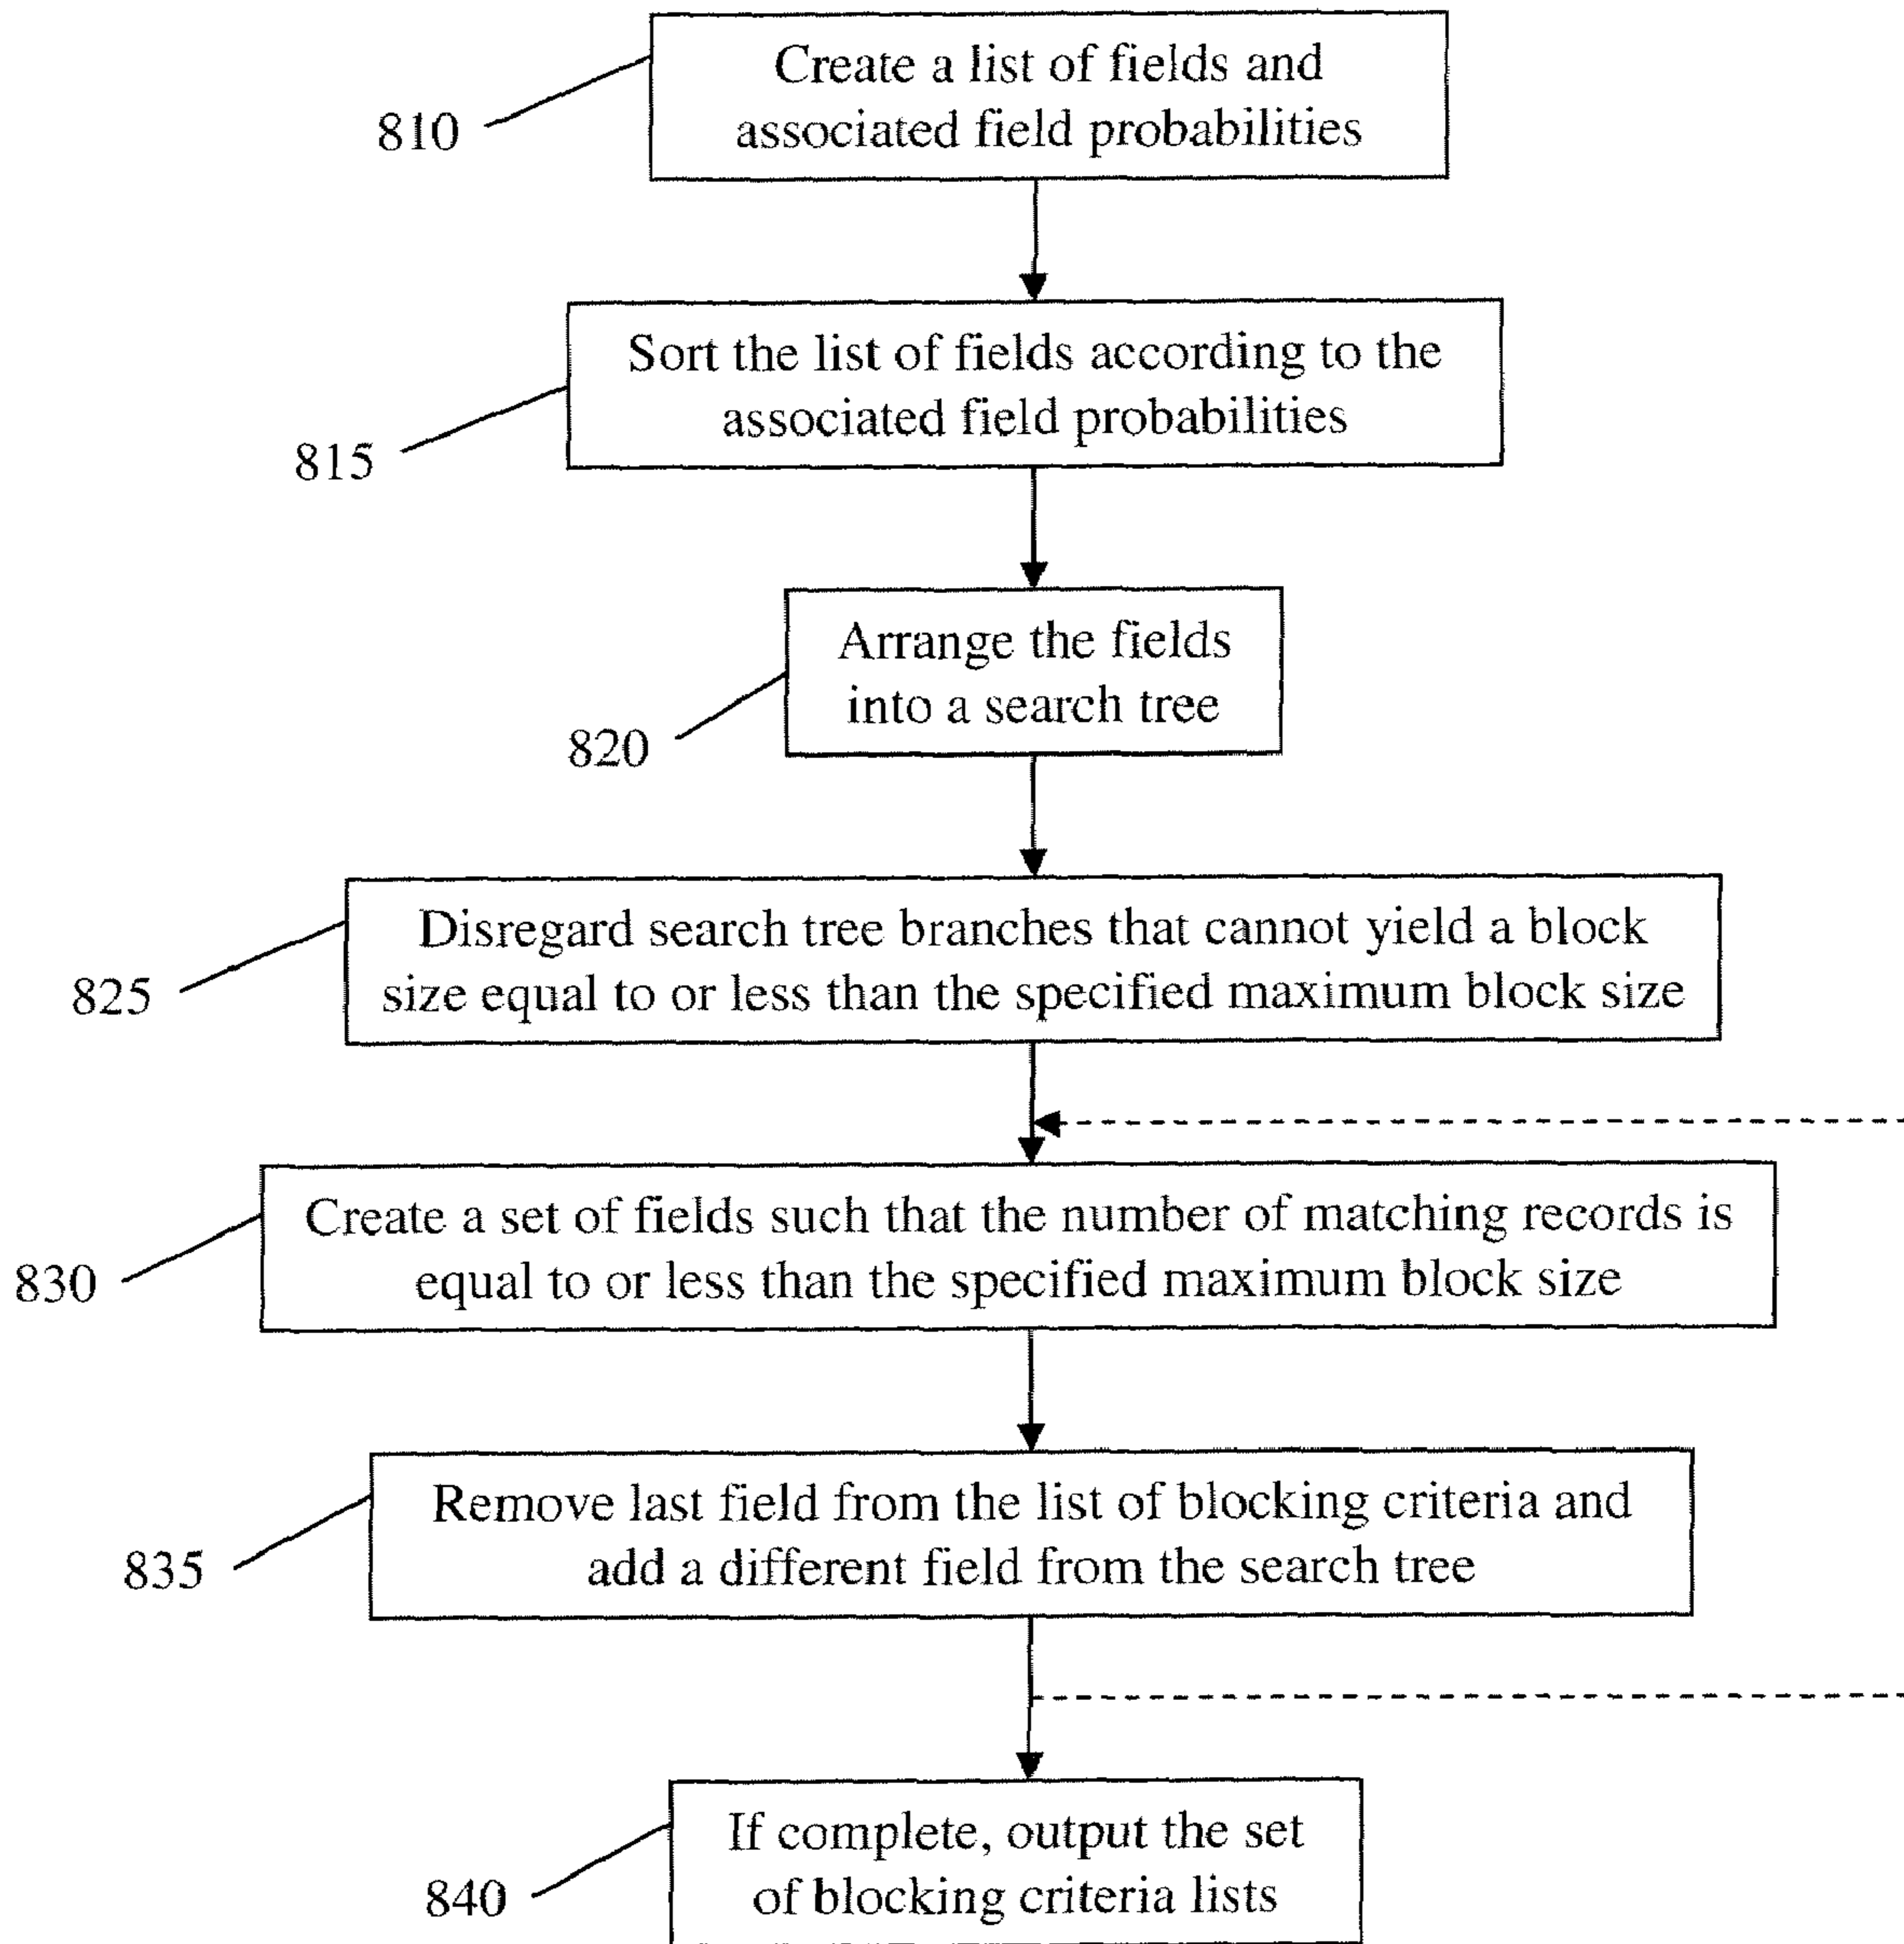 Create a list of fields and
associated field probabilities
810
Sort the list of fields according to the
associated field probabilities
815
Arrange the fields
into a search tree
820
Disregard search tree branches that cannot yield a block
size equal to or less than the specified maximum block size
825
Create a set of fields such that the number of matching records is
equal to or less than the specified maximum block size
830
Remove last field from the list of blocking criteria and
add a different field from the search tree
835
If complete, output the set
of blocking criteria lists
840